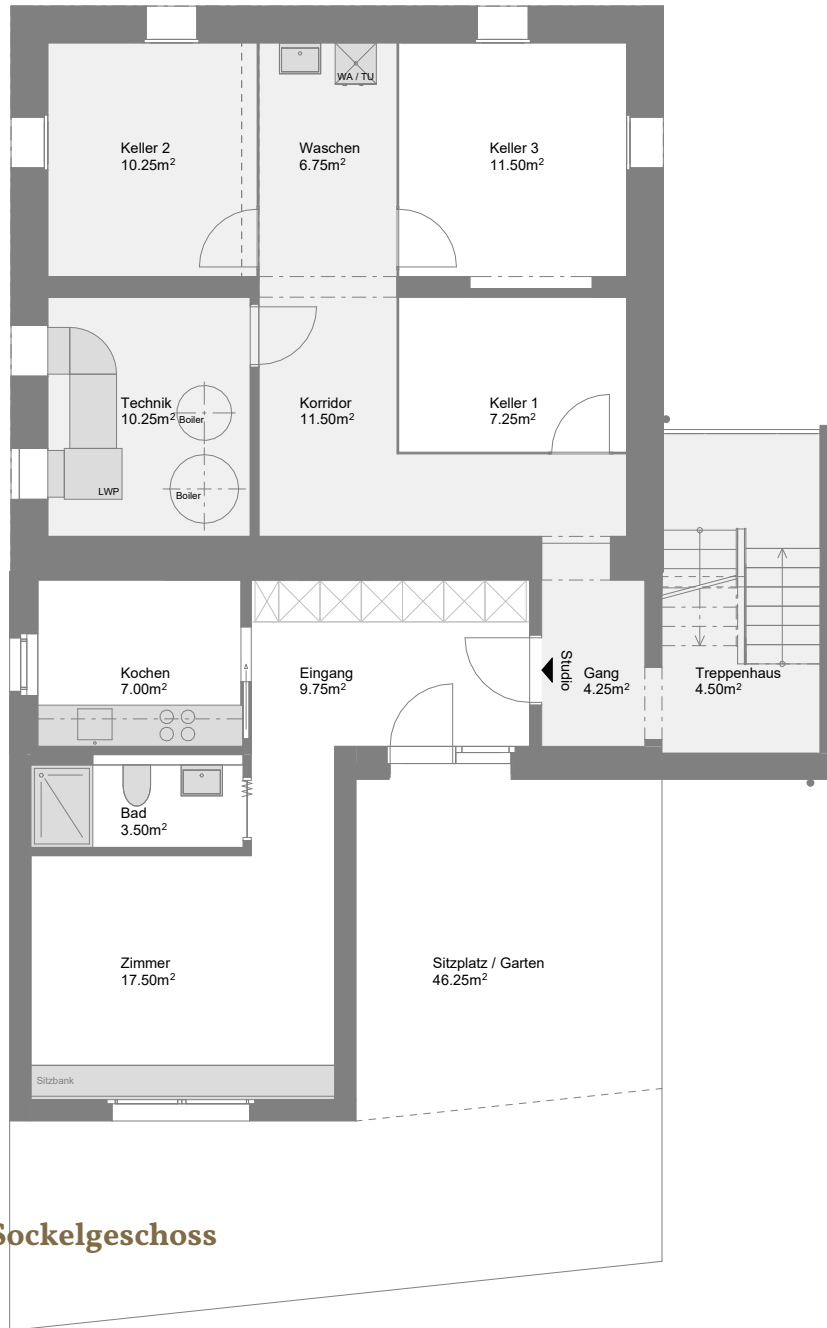 WA / TU
Keller 2
10.25m²
Waschen
6.75m²
Keller 3
11.50m²
Technik
10.25m²
Boiler
Boiler
LWP
Korridor
11.50m²
Keller 1
7.25m²
Kochen
7.00m²
Eingang
9.75m²
Studio
Gang
4.25m²
Treppenhaus
4.50m²
Bad
3.50m²
Zimmer
17.50m²
Sitzplatz / Garten
46.25m²
Sitzbank
Sockelgeschoss